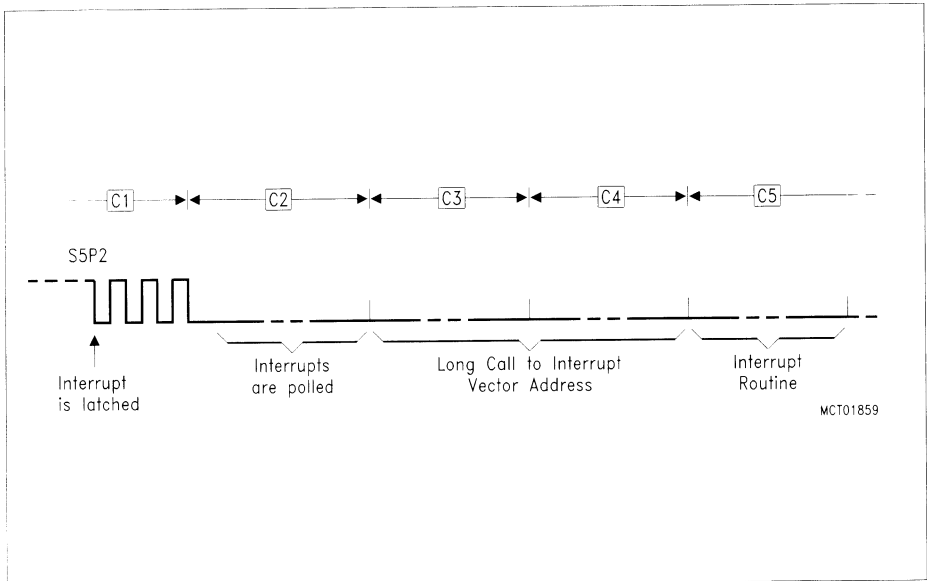 C1 C2 C3 C4 C5
S5P2
Interrupt
is latched
Interrupts
are polled
Long Call to Interrupt
Vector Address
Interrupt
Routine
MCT01859